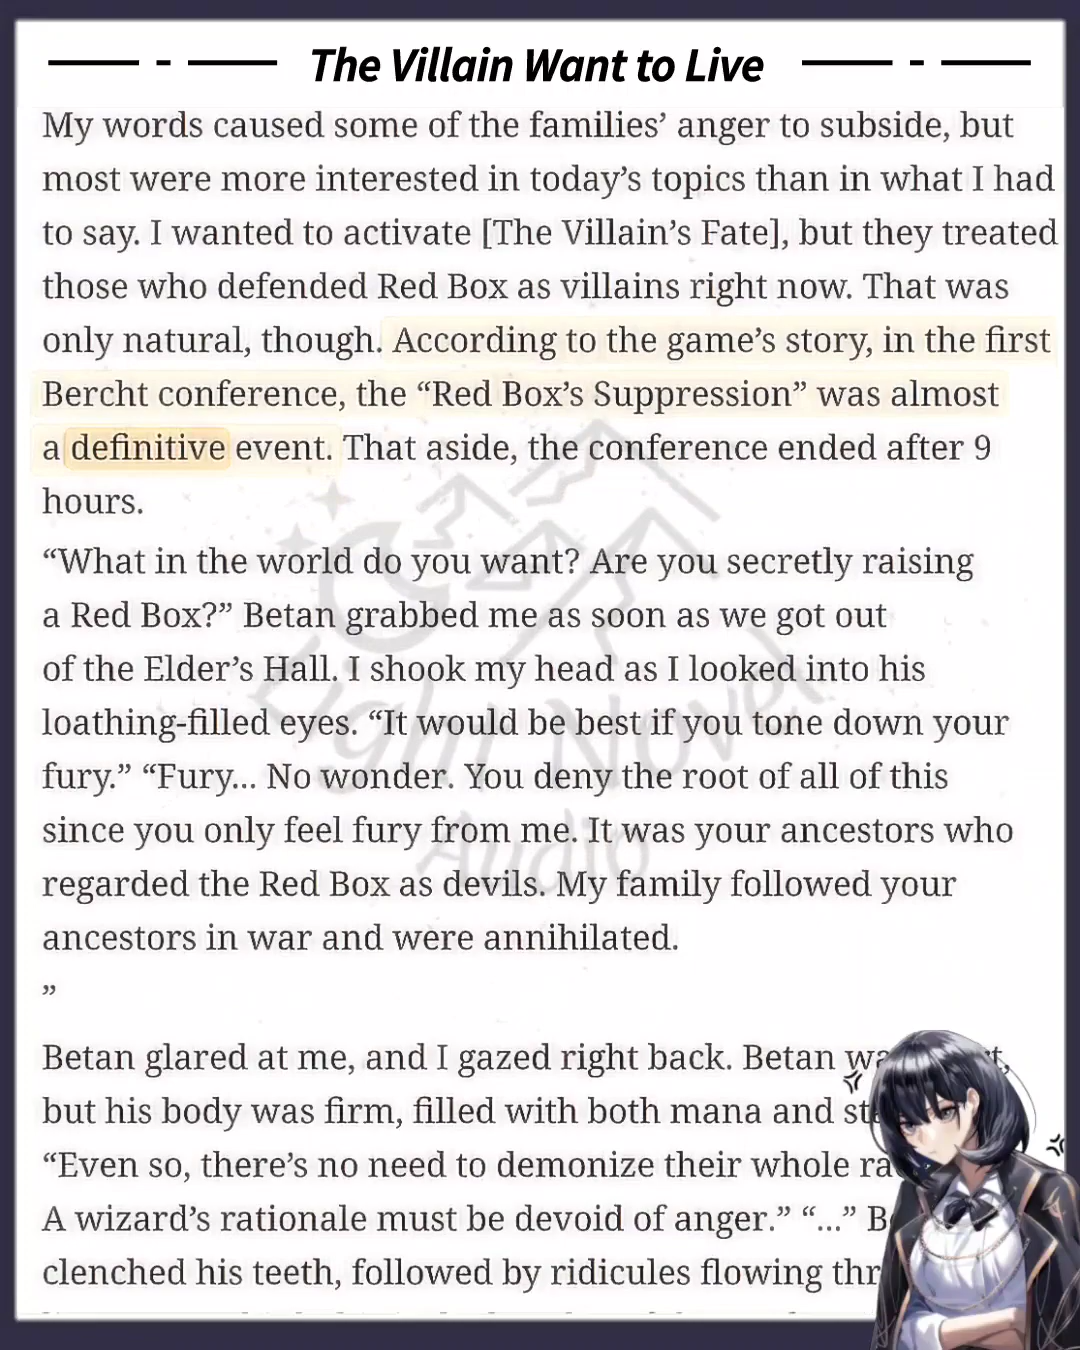 The Villain Want to Live
My words caused some of the families’ anger to subside, but
most were more interested in today’s topics than in what I had
to say. I wanted to activate [The Villain’s Fate], but they treated
those who defended Red Box as villains right now. That was
only natural, though. According to the game’s story, in the first
Bercht conference, the “Red Box’s Suppression” was almost
a definitive event. That aside, the conference ended after 9
hours.
“What in the world do you want? Are you secretly raising
a Red Box?” Betan grabbed me as soon as we got out
of the Elder’s Hall. I shook my head as I looked into his
loathing-filled eyes. “It would be best if you tone down your
fury.” “Fury... No wonder. You deny the root of all of this
since you only feel fury from me. It was your ancestors who
regarded the Red Box as devils. My family followed your
ancestors in war and were annihilated.
”
Betan glared at me, and I gazed right back. Betan
but his body was firm, filled with both mana and
“Even so, there’s no need to demonize their whole
A wizard’s rationale must be devoid of anger.” “...”
clenched his teeth, followed by ridicules flowing
Light Novel
Audio